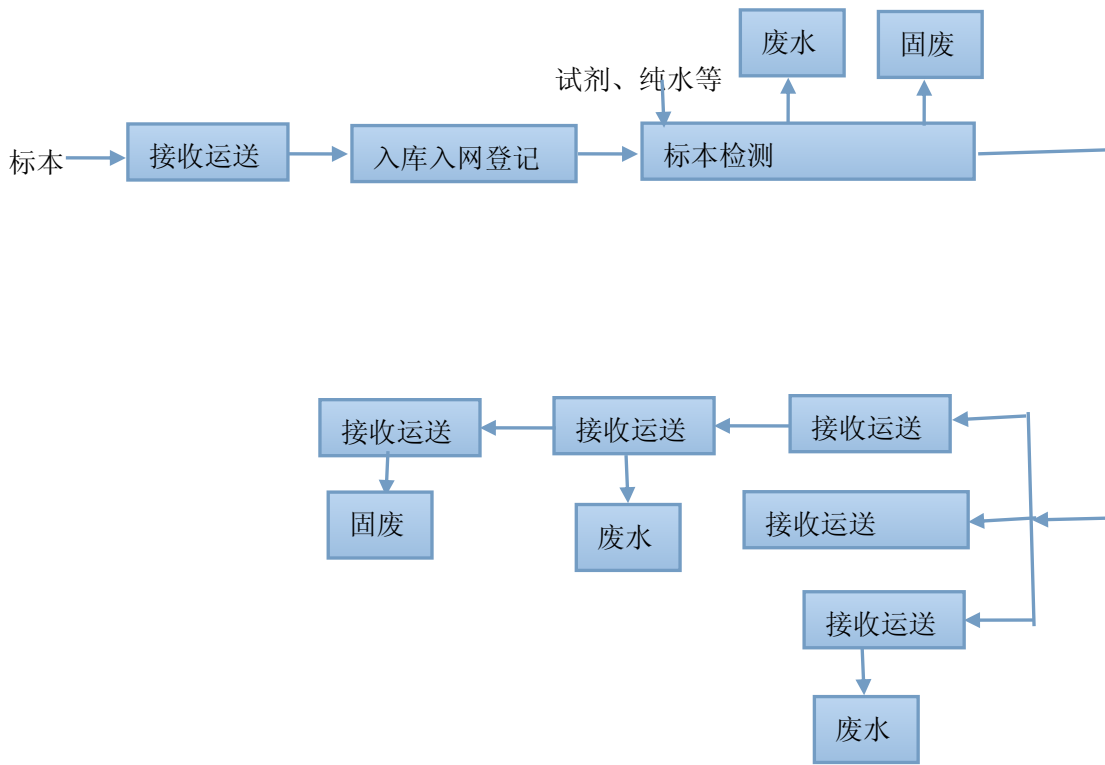 废水
固废
试剂、纯水等
标本
接收运送
入库入网登记
标本检测
接收运送
接收运送
接收运送
固废
废水
接收运送
接收运送
废水